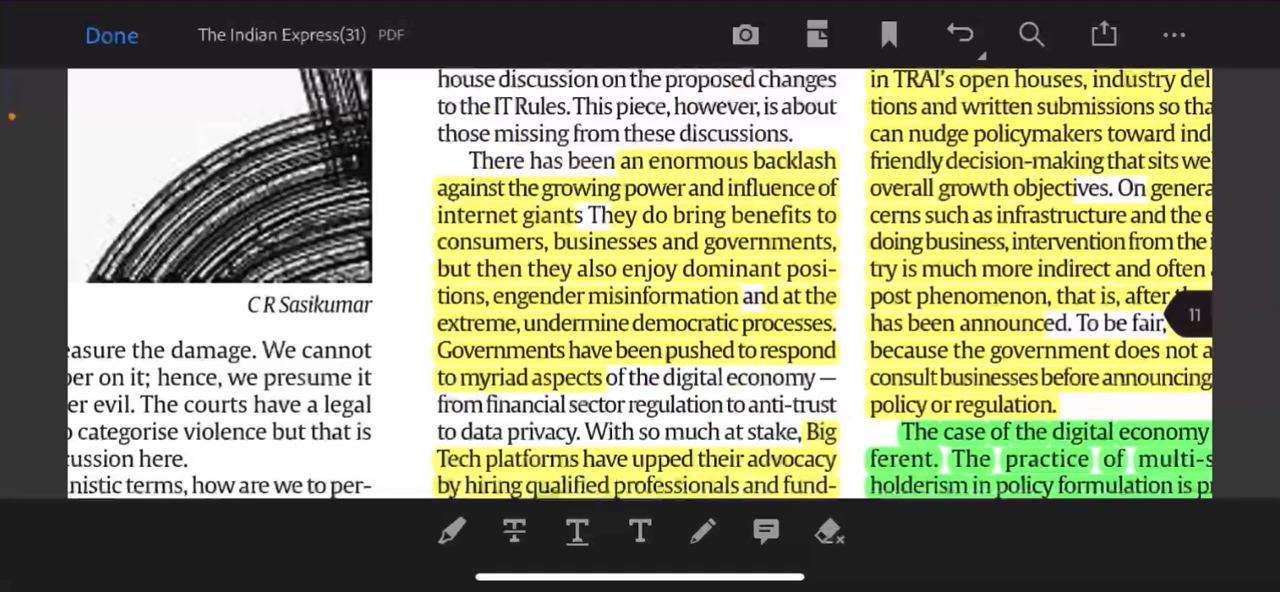 Done
The Indian Express(31) PDF
C R Sasikumar
easure the damage. We cannot
per on it; hence, we presume it
er evil. The courts have a legal
categorise violence but that is
cussion here.
nistic terms, how are we to per-
house discussion on the proposed changes
to the IT Rules. This piece, however, is about
those missing from these discussions.
There has been an enormous backlash
against the growing power and influence of
internet giants They do bring benefits to
consumers, businesses and governments,
but then they also enjoy dominant posi-
tions, engender misinformation and at the
extreme, undermine democratic processes.
Governments have been pushed to respond
to myriad aspects of the digital economy —
from financial sector regulation to anti-trust
to data privacy. With so much at stake, Big
Tech platforms have upped their advocacy
by hiring qualified professionals and fund-
in TRAI's open houses, industry del
tions and written submissions so tha
can nudge policymakers toward ind
friendly decision-making that sits we
overall growth objectives. On genera
cerns such as infrastructure and the e
doing business, intervention from the i
try is much more indirect and often
post phenomenon, that is, after
has been announced. To be fair,
because the government does not a
consult businesses before announcing
policy or regulation.
The case of the digital economy
ferent. The practice of multi-s
holderism in policy formulation is pr
11